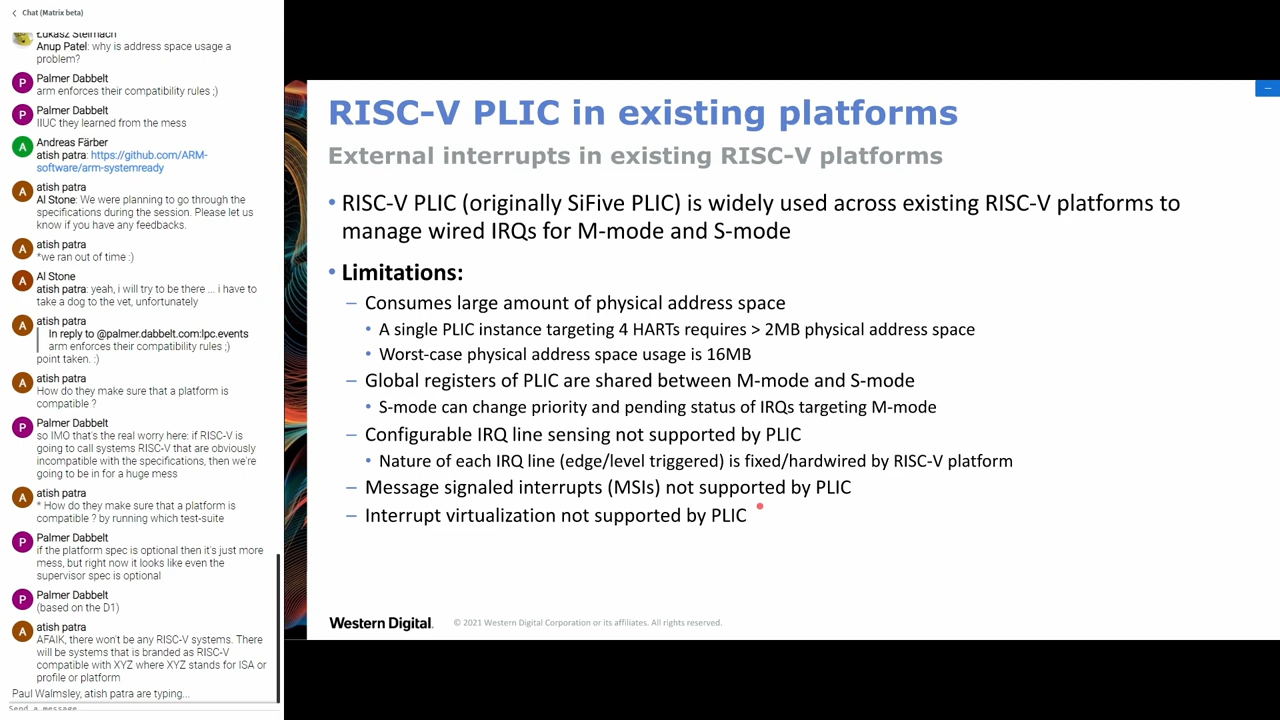 Chat (Matrix beta)
Łukasz Stelmach
Anup Patel: why is address space usage a
problem?
P
Palmer Dabbelt
arm enforces their compatibility rules ;)
P
Palmer Dabbelt
IIUC they learned from the mess
A
Andreas Färber
atish patra: https://github.com/ARM-
software/arm-systemready
A
atish patra
Al Stone: We were planning to go through the
specifications during the session. Please let us
know if you have any feedbacks.
A
atish patra
*we ran out of time :)
A
Al Stone
atish patra: yeah, i will try to be there ... i have to
take a dog to the vet, unfortunately
A
atish patra
In reply to @palmer.dabbelt.com:lpc.events
arm enforces their compatibility rules ;)
point taken. :)
A
atish patra
How do they make sure that a platform is
compatible ?
P
Palmer Dabbelt
so IMO that's the real worry here: if RISC-V is
going to call systems RISC-V that are obviously
incompatible with the specifications, then we're
going to be in for a huge mess
A
atish patra
* How do they make sure that a platform is
compatible ? by running which test-suite
P
Palmer Dabbelt
if the platform spec is optional then it's just more
mess, but right now it looks like even the
supervisor spec is optional
P
Palmer Dabbelt
(based on the D1)
A
atish patra
AFAIK, there won't be any RISC-V systems. There
will be systems that is branded as RISC-V
compatible with XYZ where XYZ stands for ISA or
profile or platform
Paul Walmsley, atish patra are typing...
Send a message
RISC-V PLIC in existing platforms
External interrupts in existing RISC-V platforms
• RISC-V PLIC (originally SiFive PLIC) is widely used across existing RISC-V platforms to
manage wired IRQs for M-mode and S-mode
• Limitations:
– Consumes large amount of physical address space
• A single PLIC instance targeting 4 HARTs requires > 2MB physical address space
• Worst-case physical address space usage is 16MB
– Global registers of PLIC are shared between M-mode and S-mode
• S-mode can change priority and pending status of IRQs targeting M-mode
– Configurable IRQ line sensing not supported by PLIC
• Nature of each IRQ line (edge/level triggered) is fixed/hardwired by RISC-V platform
– Message signaled interrupts (MSIs) not supported by PLIC
– Interrupt virtualization not supported by PLIC
Western Digital.
© 2021 Western Digital Corporation or its affiliates. All rights reserved.